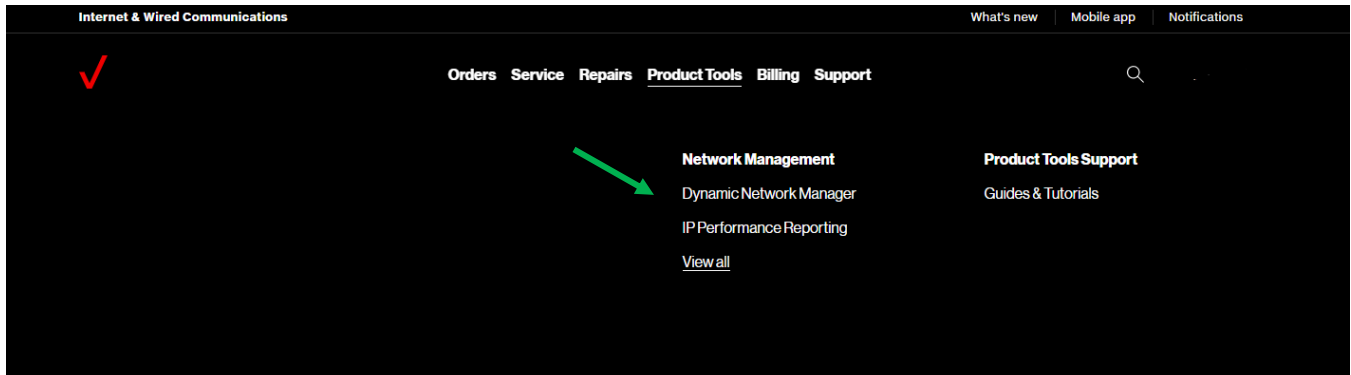 Internet & Wired Communications
What's new
Mobile app
Notifications
Orders
Service
Repairs
Product Tools
Billing
Support
Network Management
Dynamic Network Manager
IP Performance Reporting
View all
Product Tools Support
Guides & Tutorials